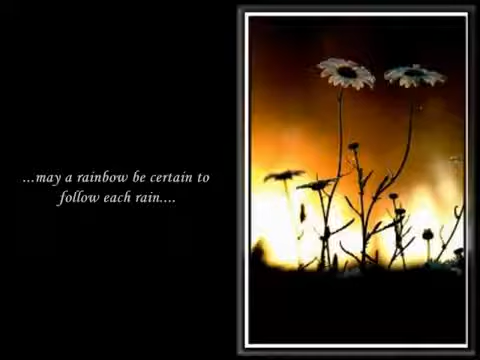 ...may a rainbow be certain to
follow each rain....